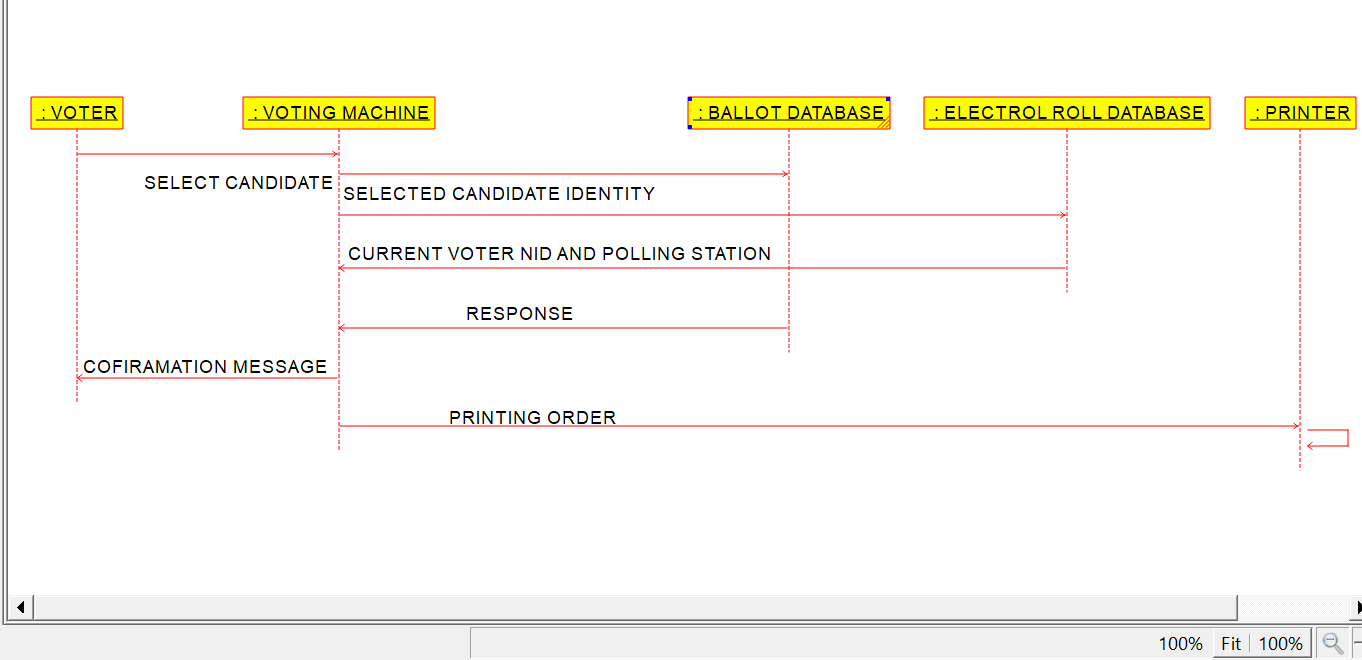 : VOTER
: VOTING MACHINE
: BALLOT DATABASE
: ELECTROL ROLL DATABASE
: PRINTER
SELECT CANDIDATE
SELECTED CANDIDATE IDENTITY
CURRENT VOTER NID AND POLLING STATION
RESPONSE
COFIRAMATION MESSAGE
PRINTING ORDER
100%
Fit
100%